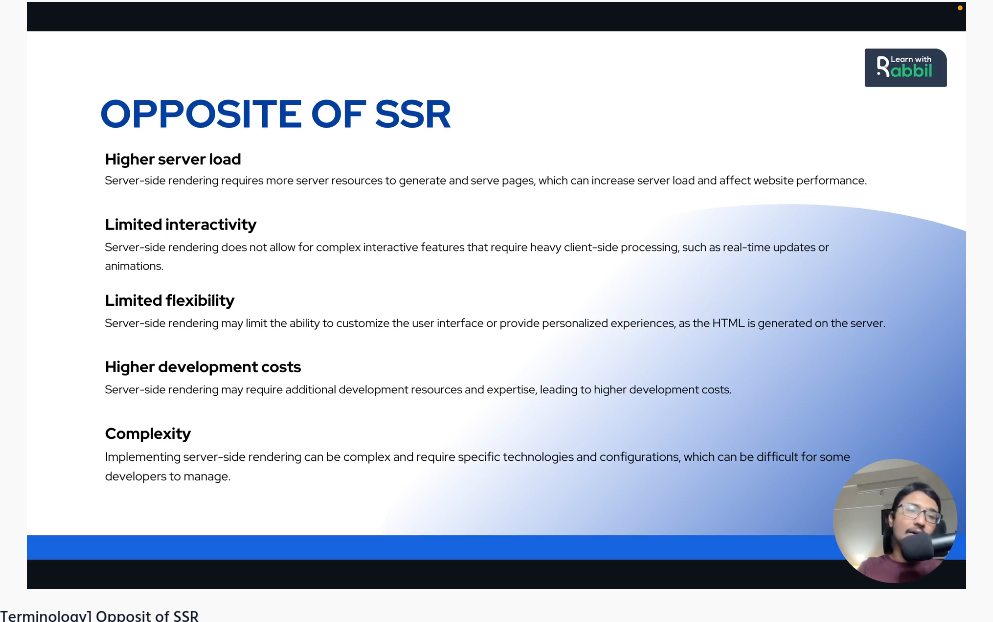 Learn with
Rabbil
OPPOSITE OF SSR
Higher server load
Server-side rendering requires more server resources to generate and serve pages, which can increase server load and affect website performance.
Limited interactivity
Server-side rendering does not allow for complex interactive features that require heavy client-side processing, such as real-time updates or
animations.
Limited flexibility
Server-side rendering may limit the ability to customize the user interface or provide personalized experiences, as the HTML is generated on the server.
Higher development costs
Server-side rendering may require additional development resources and expertise, leading to higher development costs.
Complexity
Implementing server-side rendering can be complex and require specific technologies and configurations, which can be difficult for some
developers to manage.
Terminology] Opposit of SSR